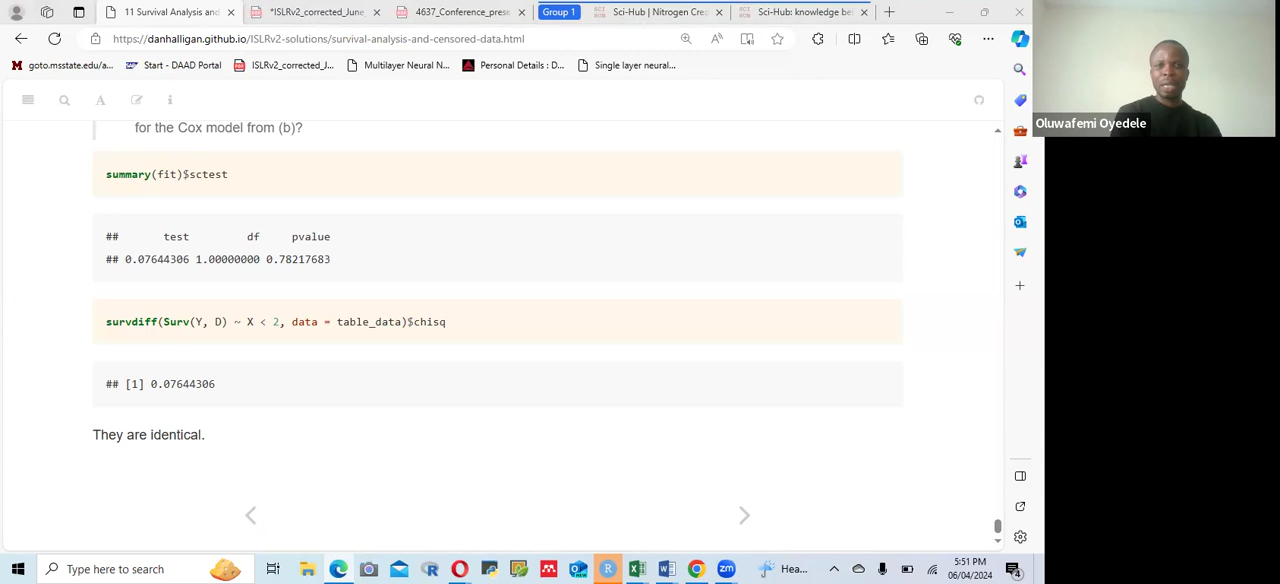 11 Survival Analysis and
*ISLRv2_corrected_June_
4637_Conference_prese
Group 1
Sci-Hub | Nitrogen Crec
Sci-Hub: knowledge be
https://danhalligan.github.io/ISLRv2-solutions/survival-analysis-and-censored-data.html
goto.msstate.edu/a...
Start - DAAD Portal
ISLRv2_corrected_J...
Multilayer Neural N...
Personal Details : D...
Single layer neural...
for the Cox model from (b)?
summary(fit)$sctest
## test df pvalue
## 0.07644306 1.00000000 0.78217683
survdiff(Surv(Y, D) ~ X < 2, data = table_data)$chisq
## [1] 0.07644306
They are identical.
Oluwafemi Oyedele
Type here to search
Hea...
5:51 PM
06/04/2024